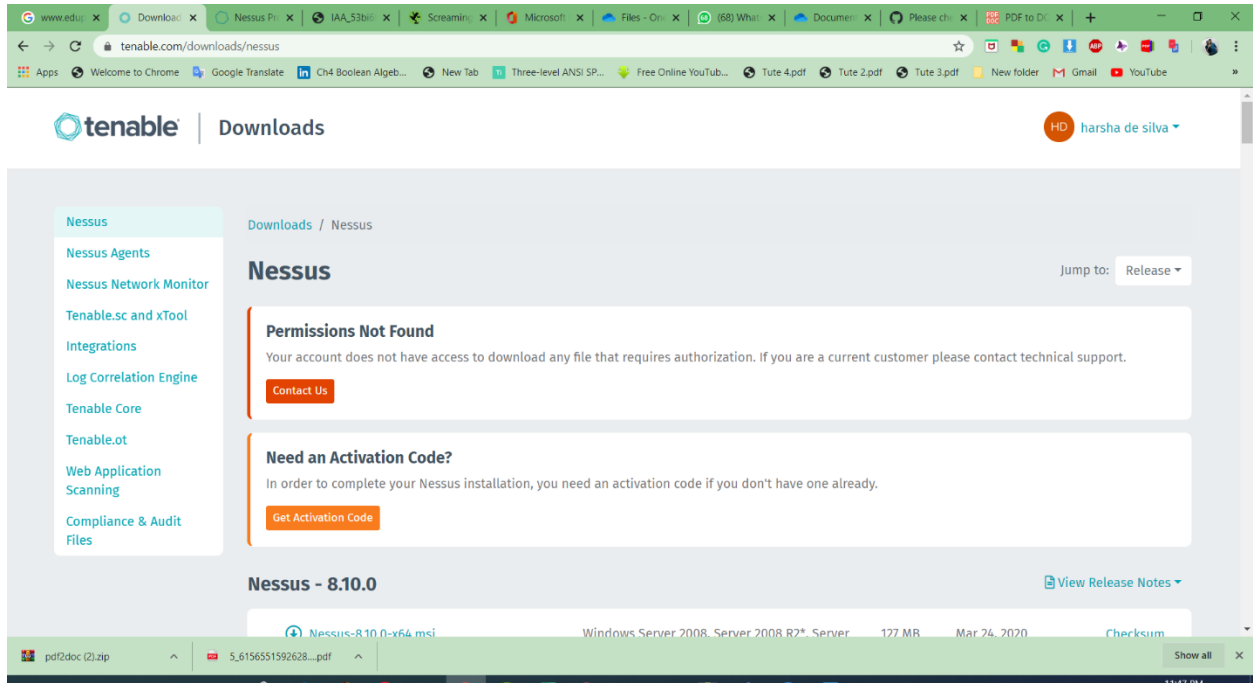 www.edup
Download
Nessus Pro
IAA_53bi6
Screaming
Microsoft
Files - One
(68) What
Document
Please che
PDF to DO
tenable.com/downloads/nessus
Apps Welcome to Chrome Google Translate Ch4 Boolean Algeb... New Tab Three-level ANSI SP... Free Online YouTub... Tute 4.pdf Tute 2.pdf Tute 3.pdf New folder Gmail YouTube
tenable Downloads
HD harsha de silva
Nessus
Nessus Agents
Nessus Network Monitor
Tenable.sc and xTool
Integrations
Log Correlation Engine
Tenable Core
Tenable.ot
Web Application
Scanning
Compliance & Audit
Files
Downloads / Nessus
Nessus
Jump to: Release
Permissions Not Found
Your account does not have access to download any file that requires authorization. If you are a current customer please contact technical support.
Contact Us
Need an Activation Code?
In order to complete your Nessus installation, you need an activation code if you don't have one already.
Get Activation Code
Nessus - 8.10.0
View Release Notes
Nessus-8.10.0-x64.msi Windows Server 2008, Server 2008 R2*, Server 127 MB Mar 24, 2020 Checksum
pdf2doc (2).zip 5_6156551592628....pdf Show all
11:47 PM